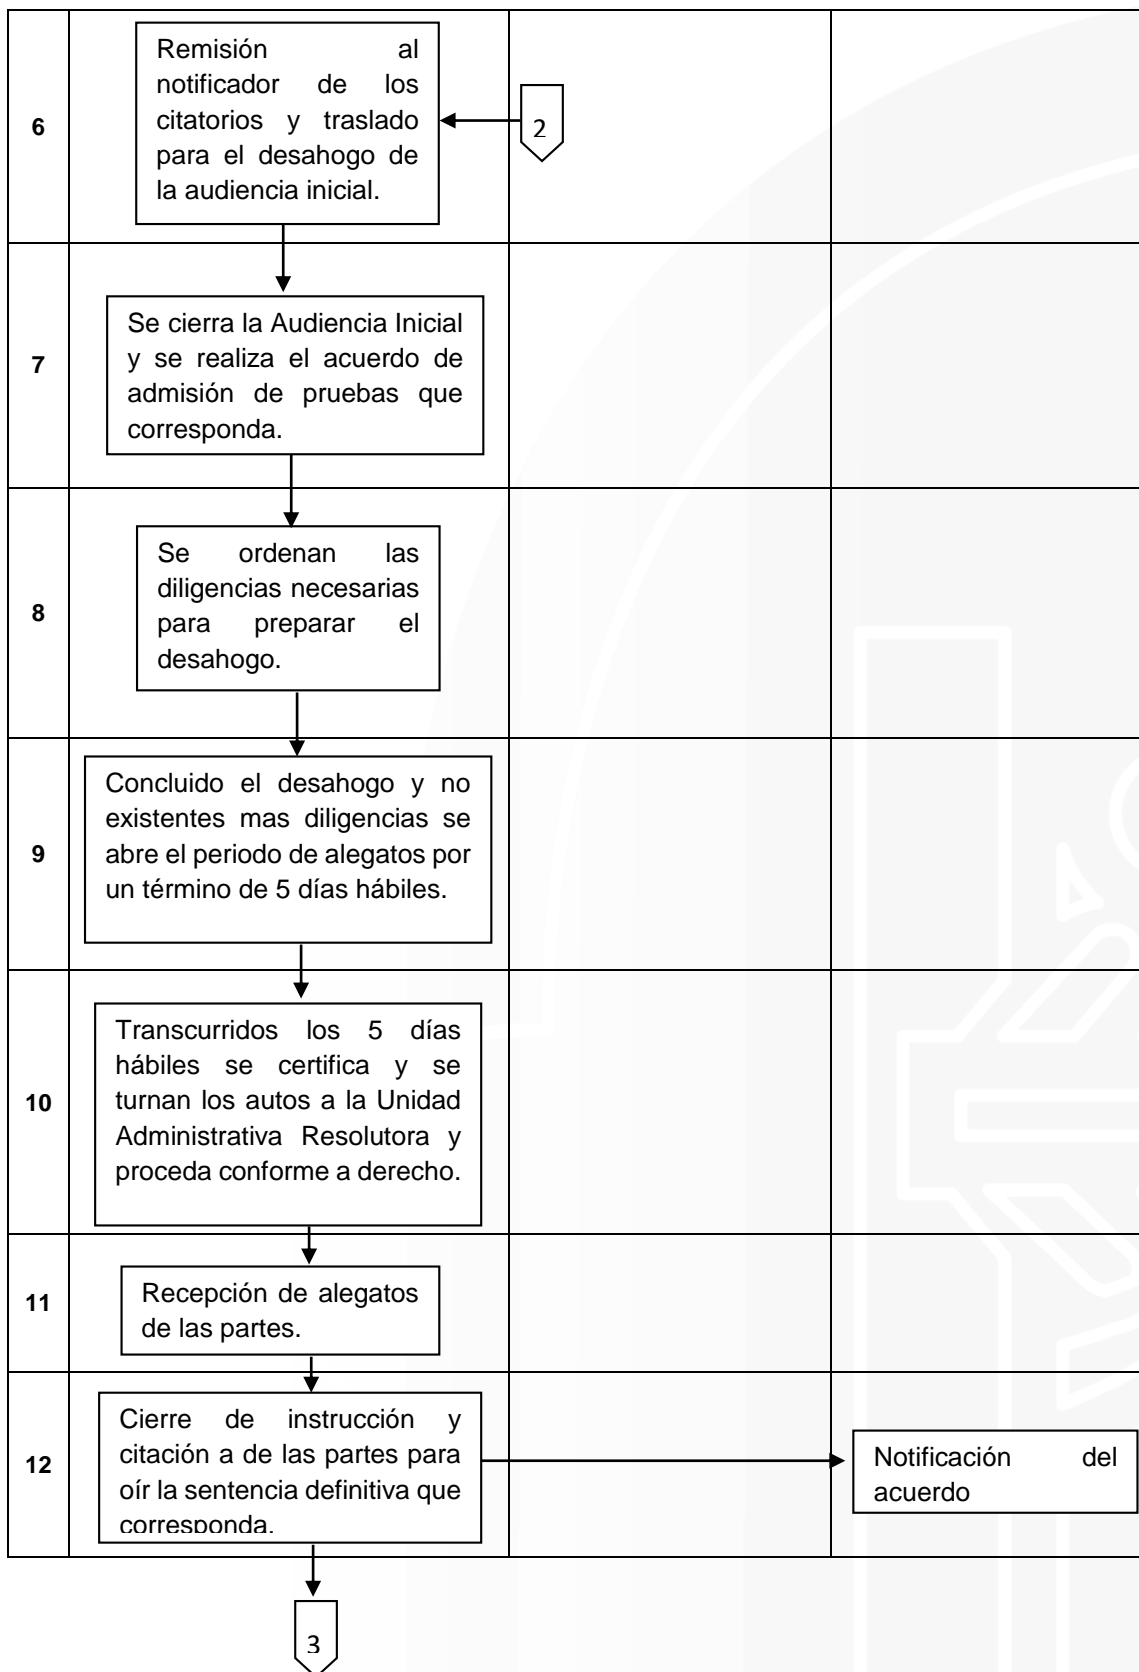 6
Remisión al
notificador de los
citatorios y traslado
para el desahogo de
la audiencia inicial.
2
7
Se cierra la Audiencia Inicial
y se realiza el acuerdo de
admisión de pruebas que
corresponda.
8
Se ordenan las
diligencias necesarias
para preparar el
desahogo.
9
Concluido el desahogo y no
existentes mas diligencias se
abre el periodo de alegatos por
un término de 5 días hábiles.
10
Transcurridos los 5 días
hábiles se certifica y se
turnan los autos a la Unidad
Administrativa Resolutora y
proceda conforme a derecho.
11
Recepción de alegatos
de las partes.
12
Cierre de instrucción y
citación a de las partes para
oír la sentencia definitiva que
corresponda.
Notificación del
acuerdo
3